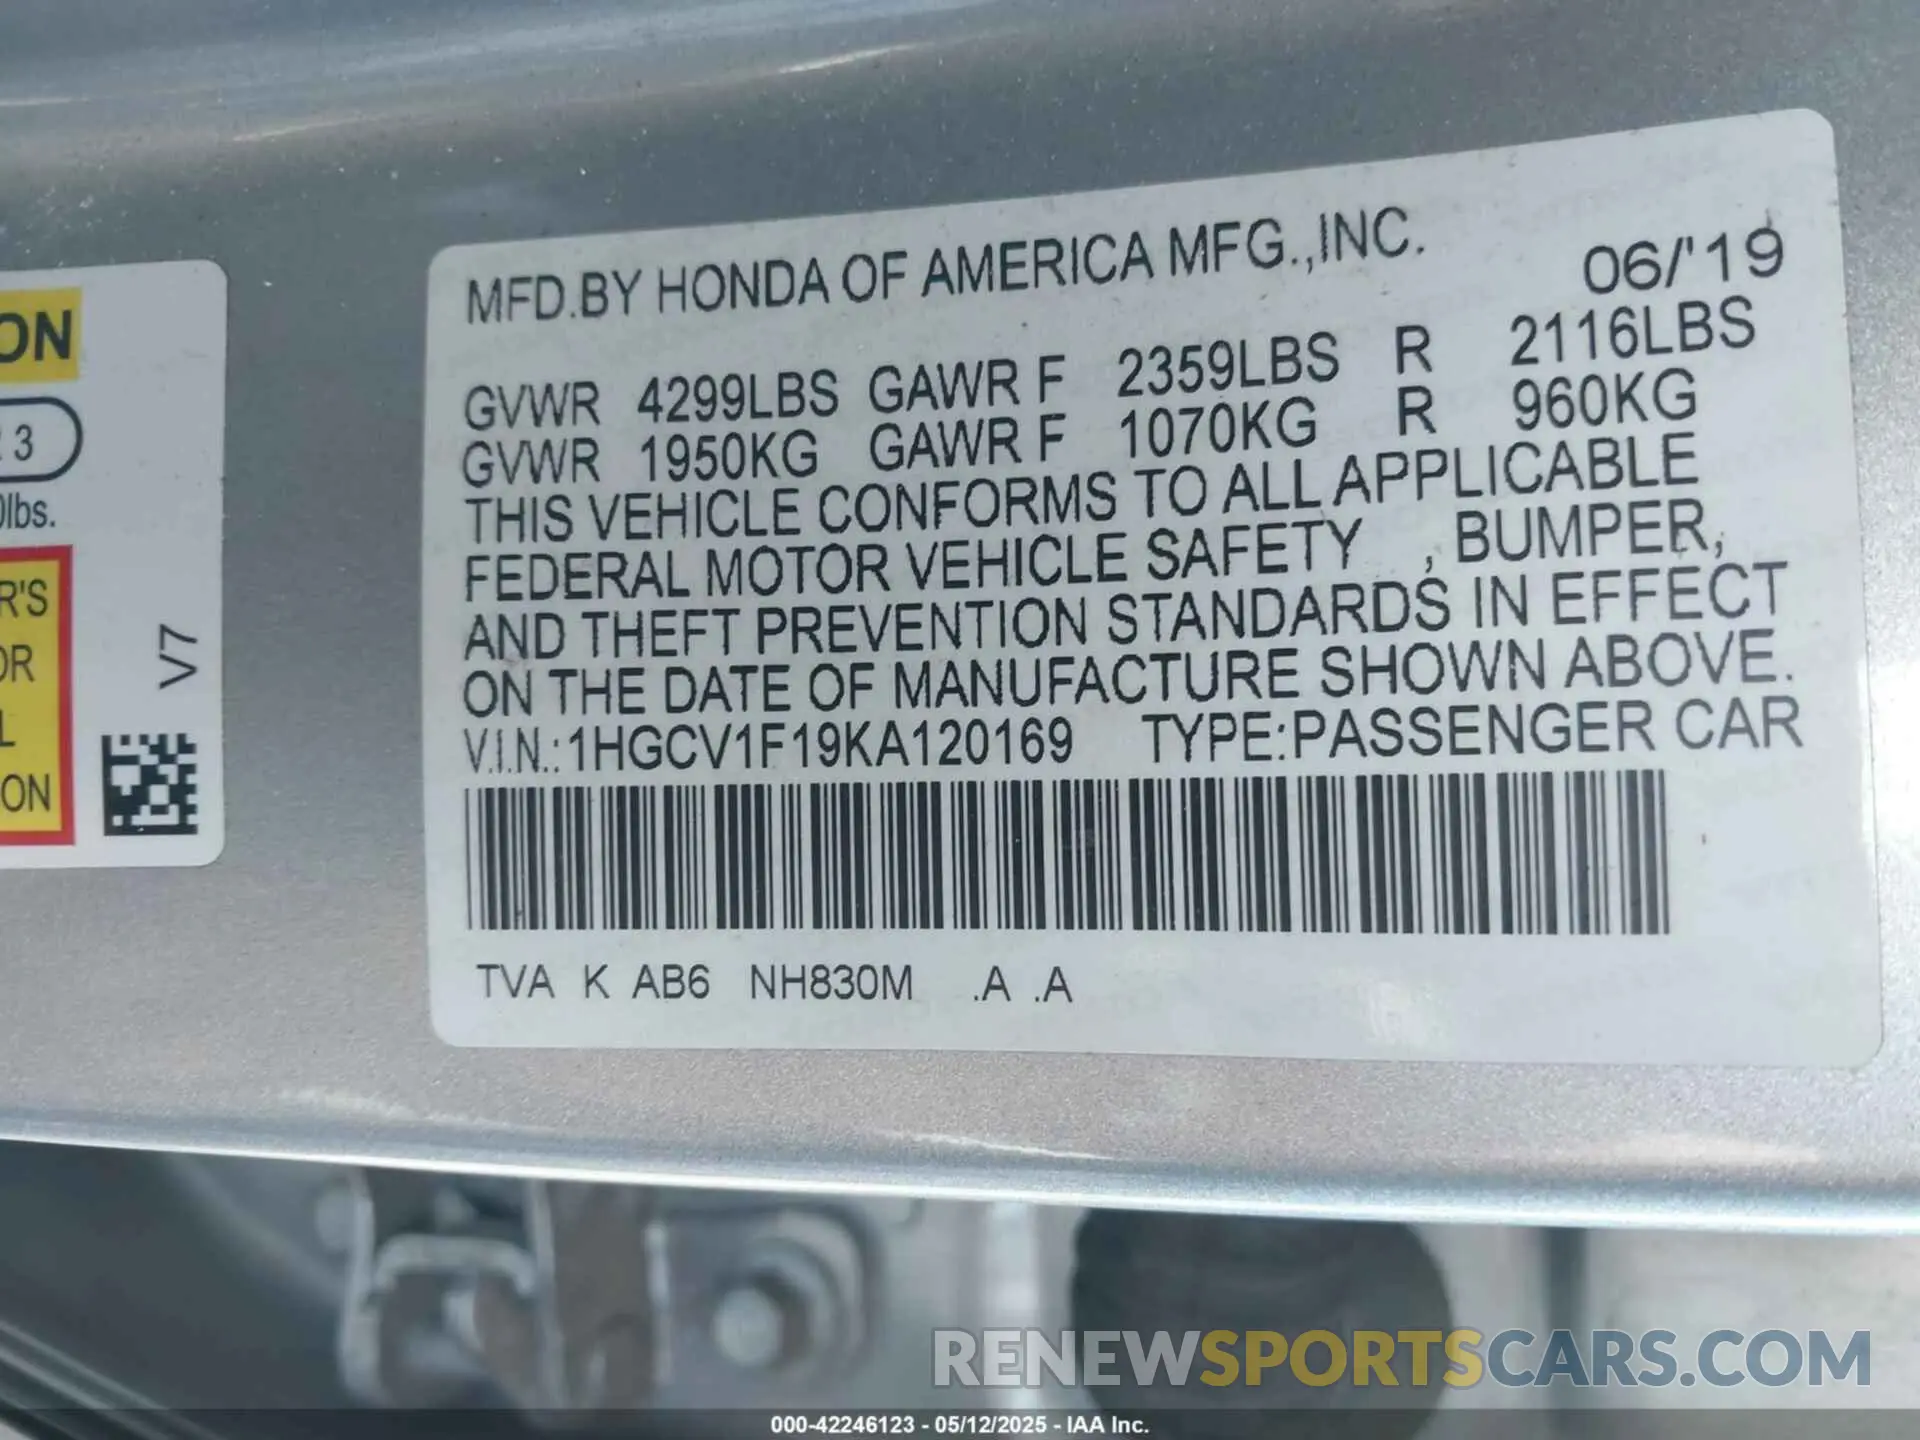 ON
3
0lbs.
R'S
OR
L
ON
V7
MFD.BY HONDA OF AMERICA MFG.,INC.
06/'19
GVWR 4299LBS GAWR F 2359LBS R 2116LBS
GVWR 1950KG GAWR F 1070KG R 960KG
THIS VEHICLE CONFORMS TO ALL APPLICABLE
FEDERAL MOTOR VEHICLE SAFETY , BUMPER,
AND THEFT PREVENTION STANDARDS IN EFFECT
ON THE DATE OF MANUFACTURE SHOWN ABOVE.
V.I.N.:1HGCV1F19KA120169 TYPE:PASSENGER CAR
TVA K AB6 NH830M .A .A
RENEWSPORTSCARS.COM
000-42246123 - 05/12/2025 - IAA Inc.